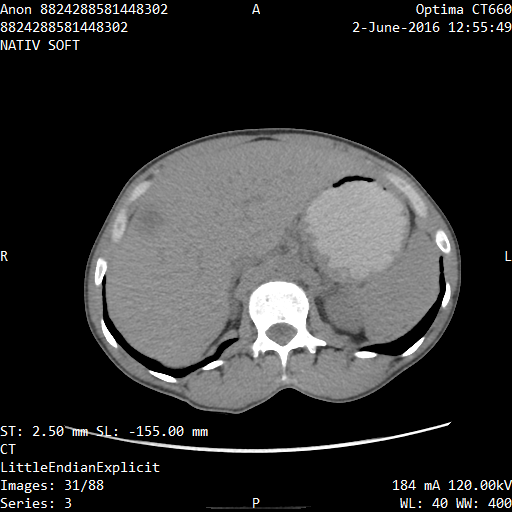 Anon 8824288581448302 A Optima CT660
8824288581448302 2-June-2016 12:55:49
NATIV SOFT
R L
ST: 2.50 mm SL: -155.00 mm
CT
LittleEndianExplicit
Images: 31/88 184 mA 120.00kV
Series: 3 P WL: 40 WW: 400